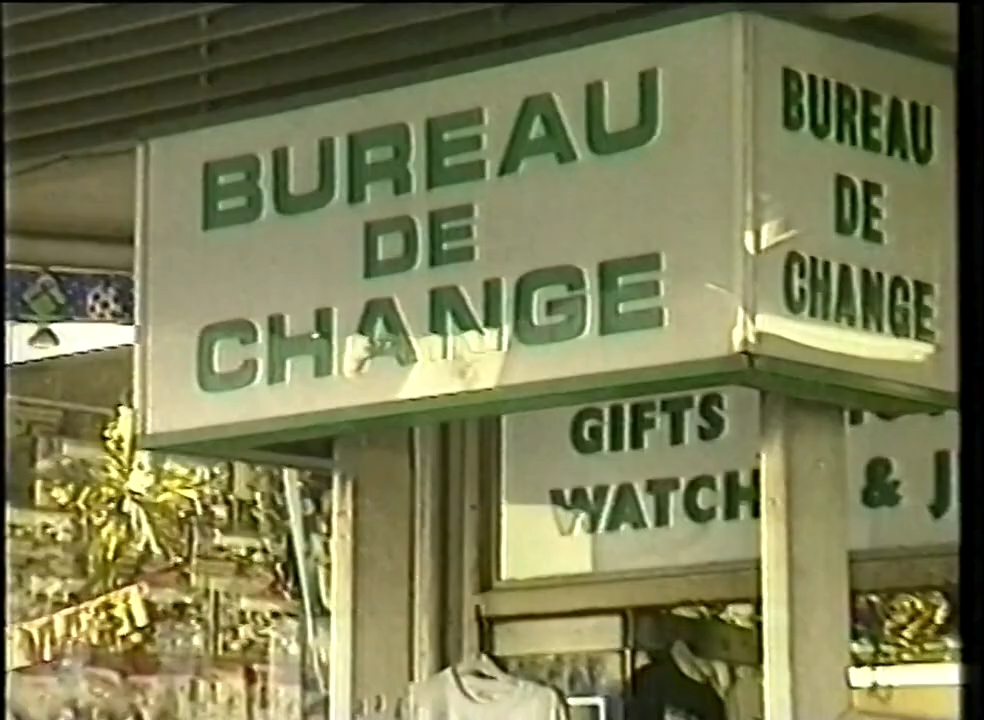 BUREAU
DE
CHANGE
BUREAU
DE
CHANGE
GIFTS
WATCH
&